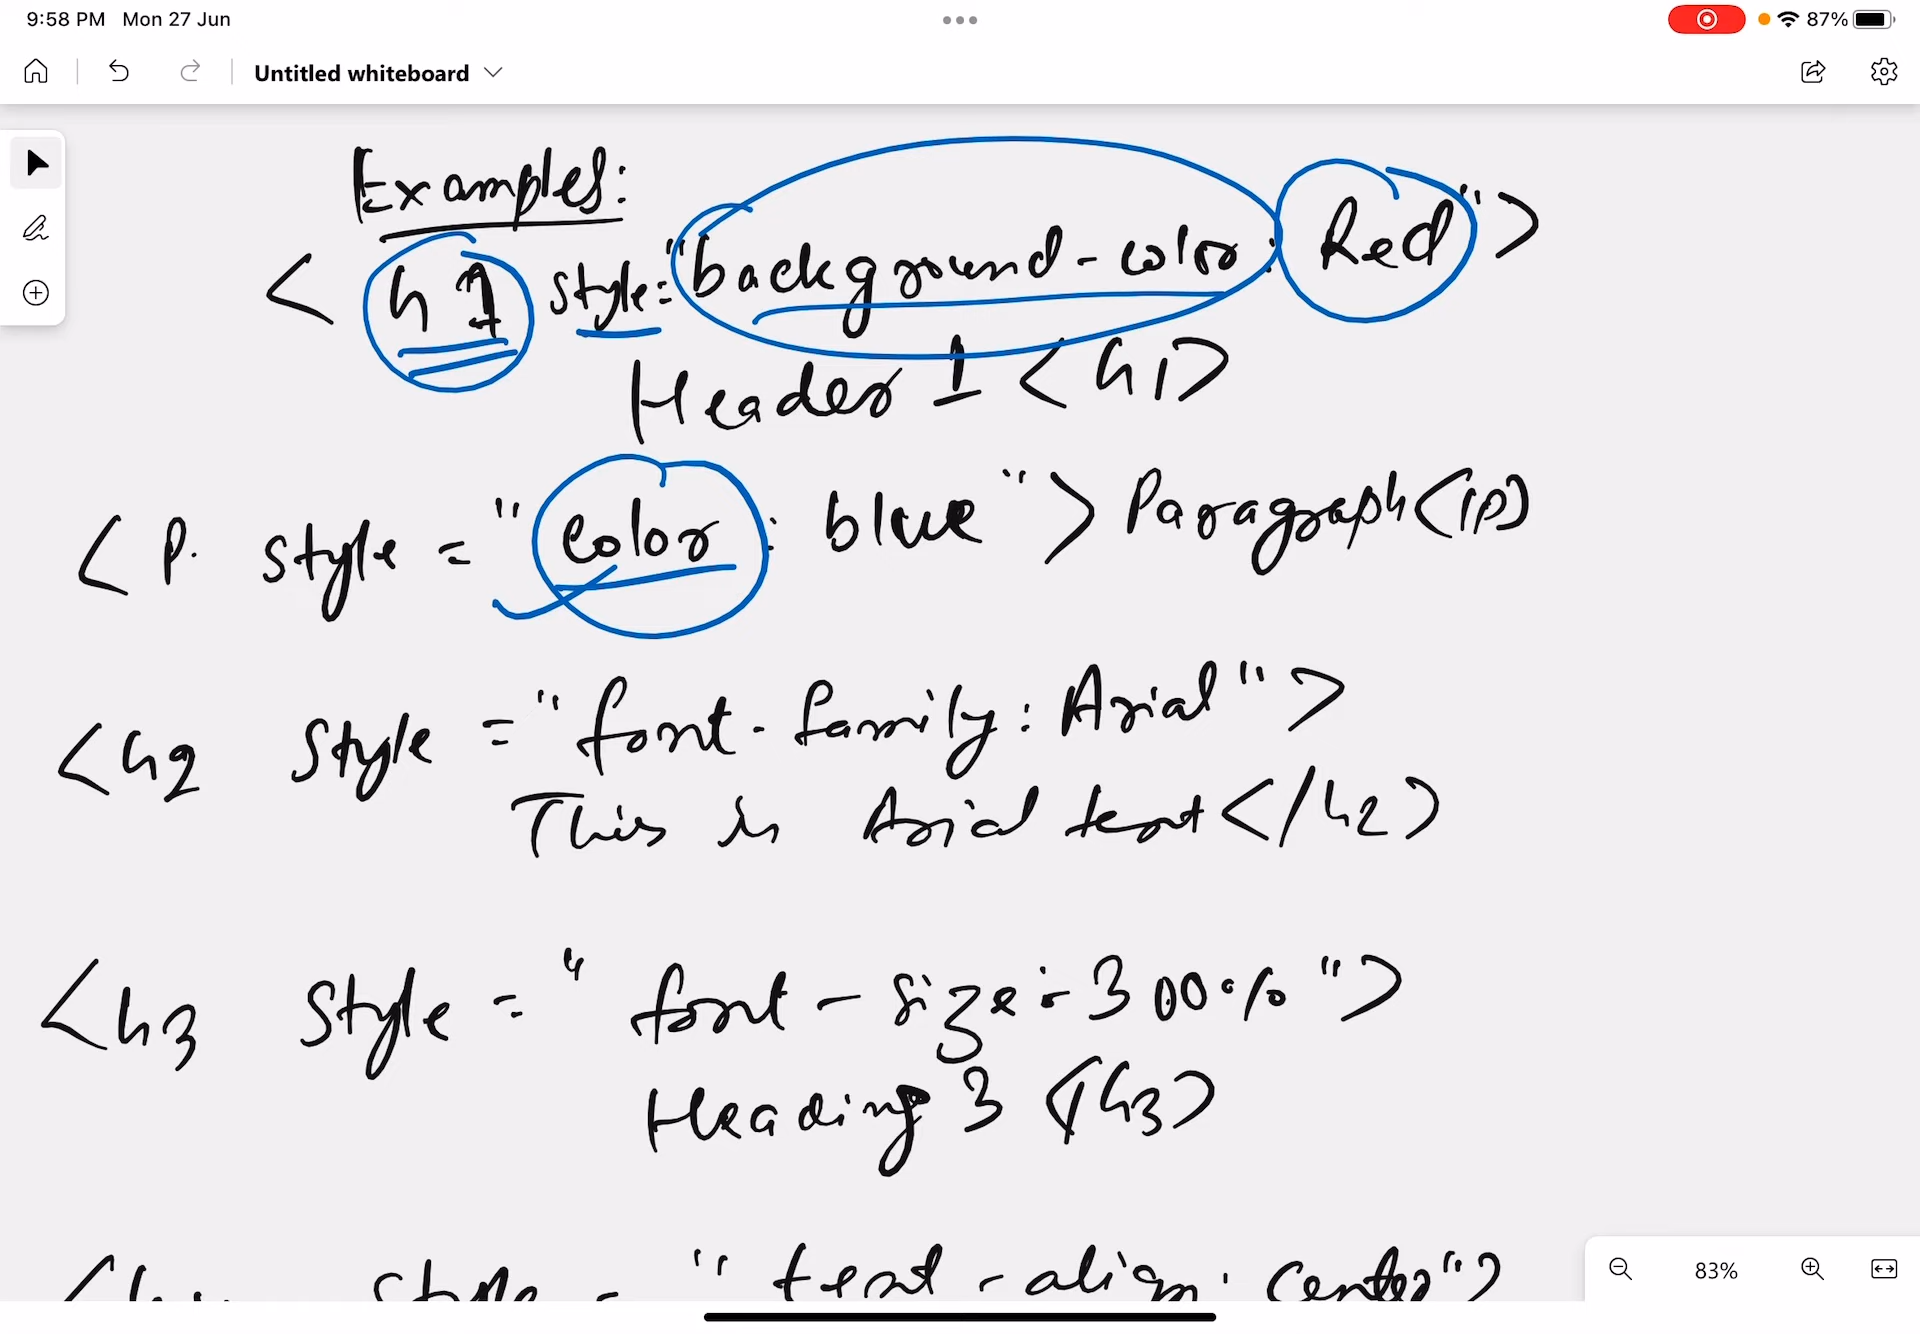 9:58 PM Mon 27 Jun
87%
Untitled whiteboard
Examples:
< h1 style="background-color: Red">
Header 1 <h1>
<P. style = "color: blue"> Paragraph</p>
<h2 Style = "font-family: Arial">
This is Arial text</h2>
<h3 Style = "font-size:300%">
Heading 3 </h3>
style = "text-align: Center">
83%